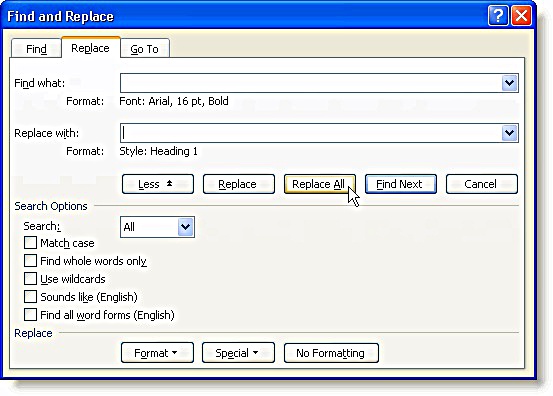 Find and Replace
Find Replace Go To
Find what:
Format: Font: Arial, 16 pt, Bold
Replace with:
Format: Style: Heading 1
Less Replace Replace All Find Next Cancel
Search Options
Search: All
Match case
Find whole words only
Use wildcards
Sounds like (English)
Find all word forms (English)
Replace
Format Special No Formatting